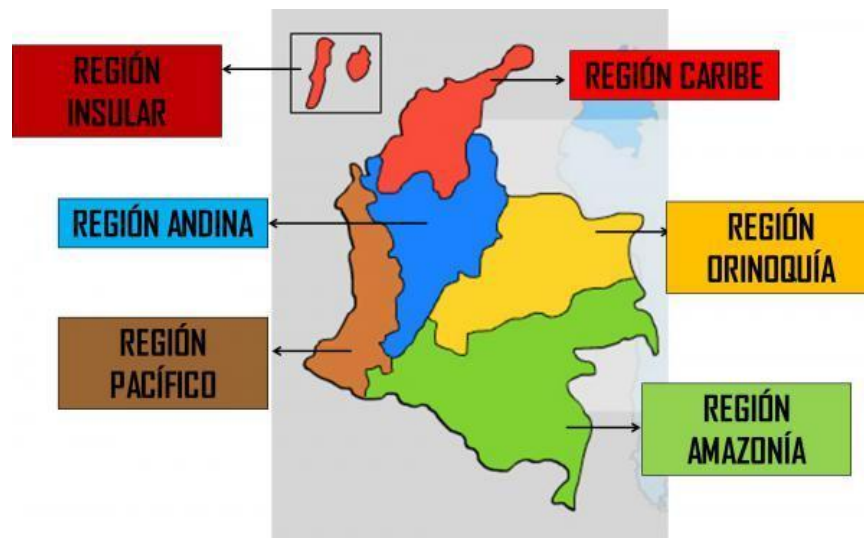 REGIÓN
INSULAR
REGIÓN CARIBE
REGIÓN ANDINA
REGIÓN
ORINOQUÍA
REGIÓN
PACÍFICO
REGIÓN
AMAZONÍA